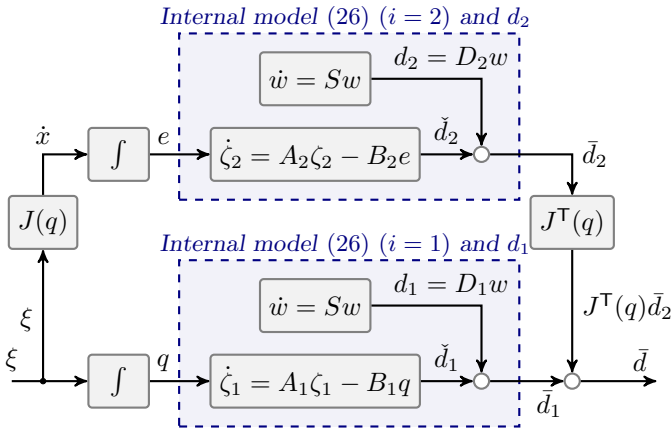 Internal model (26) (i = 2) and d₂
ẇ = Sw
d₂ = D₂w
ẋ
∫
e
ζ̇₂ = A₂ζ₂ − B₂e
ď₂
d̄₂
J(q)
Jᵀ(q)
Internal model (26) (i = 1) and d₁
ẇ = Sw
d₁ = D₁w
ξ
Jᵀ(q)d̄₂
ξ
∫
q
ζ̇₁ = A₁ζ₁ − B₁q
ď₁
d̄₁
d̄